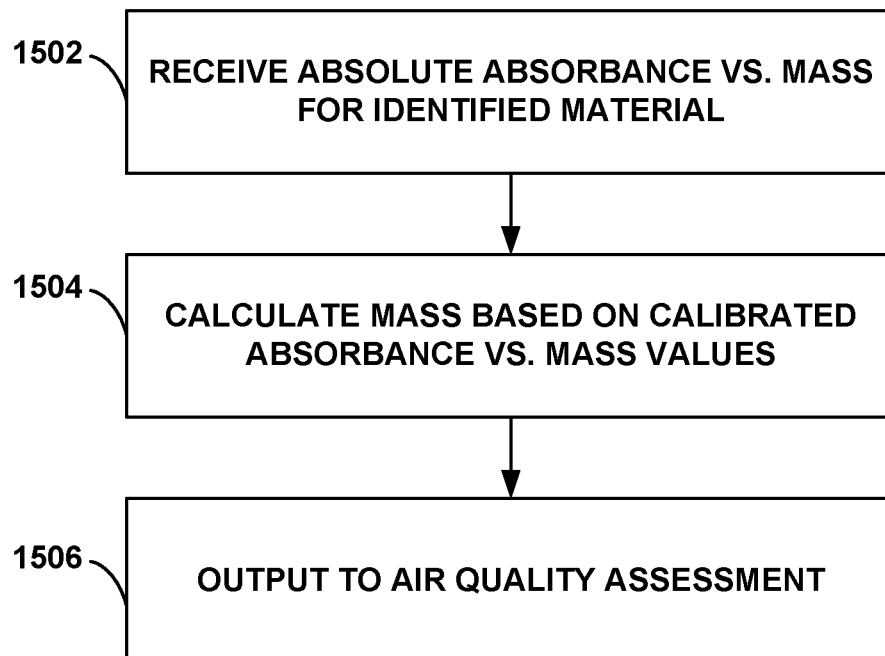 1502
RECEIVE ABSOLUTE ABSORBANCE VS. MASS
FOR IDENTIFIED MATERIAL
1504
CALCULATE MASS BASED ON CALIBRATED
ABSORBANCE VS. MASS VALUES
1506
OUTPUT TO AIR QUALITY ASSESSMENT